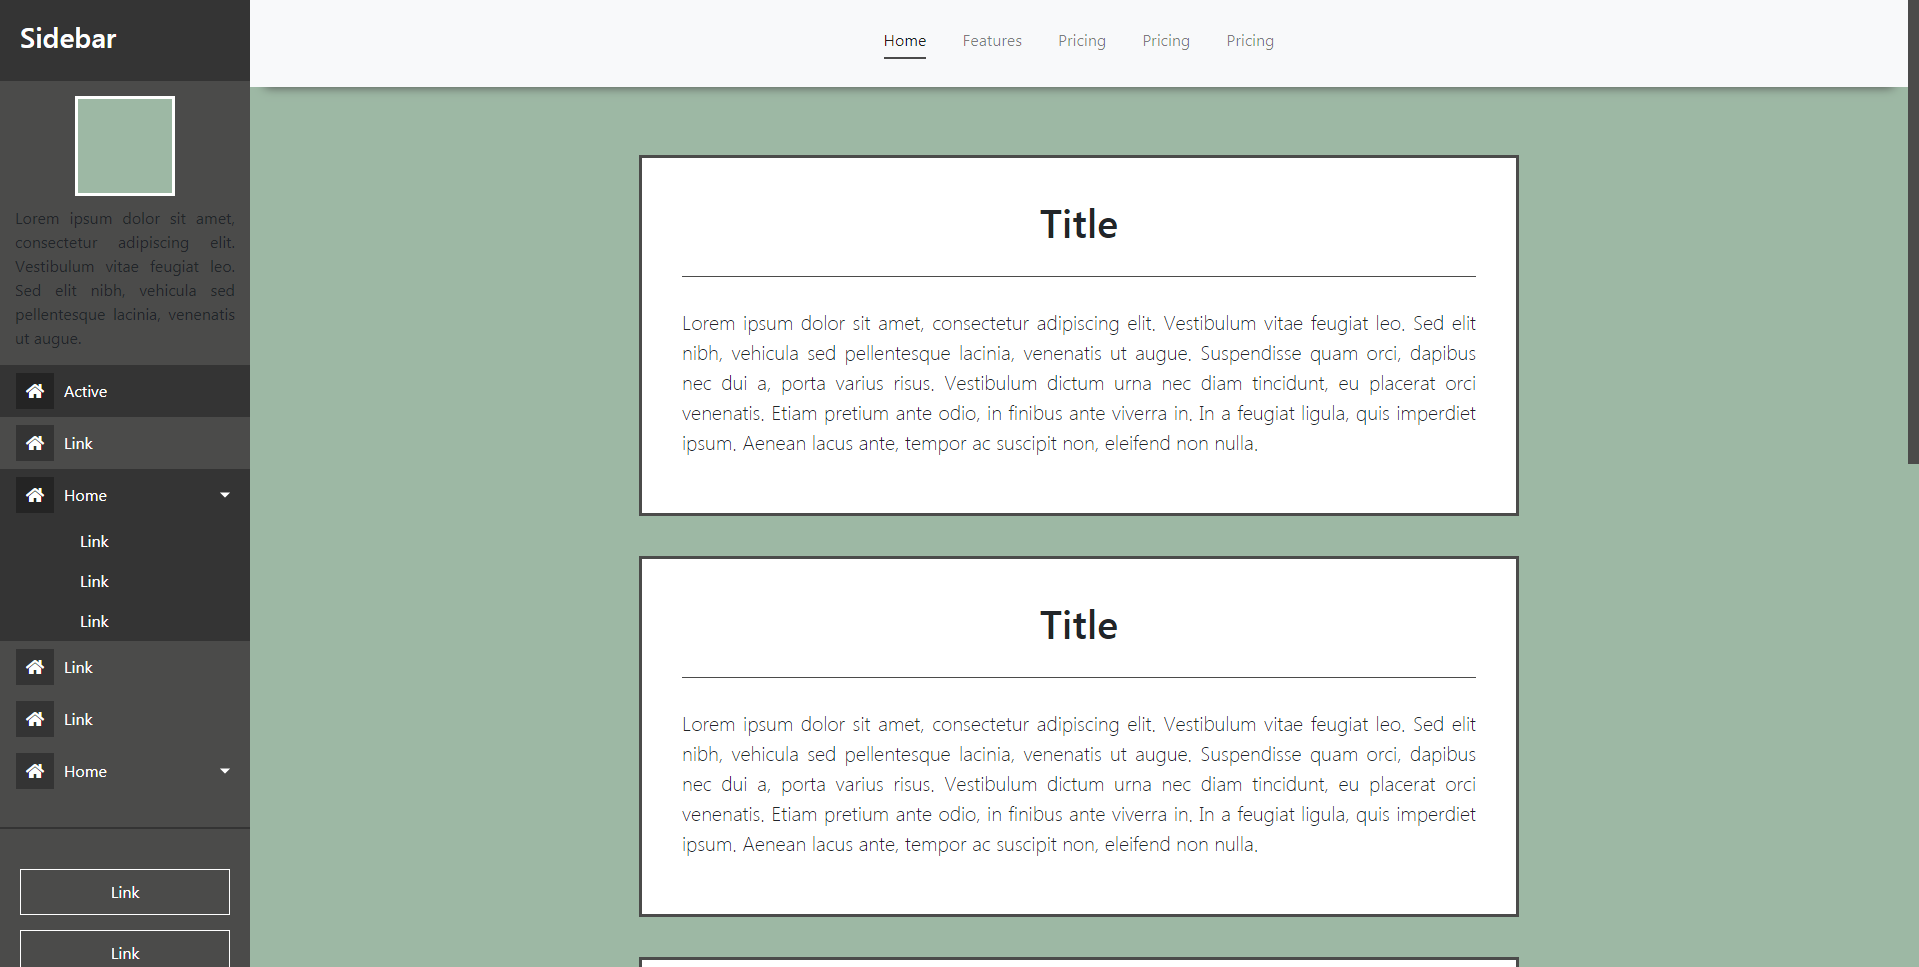 Sidebar
Home Features Pricing Pricing Pricing
Lorem ipsum dolor sit amet,
consectetur adipiscing elit.
Vestibulum vitae feugiat leo.
Sed elit nibh, vehicula sed
pellentesque lacinia, venenatis
ut augue.
Active
Link
Home
Link
Link
Link
Link
Link
Home
Link
Link
Title
Lorem ipsum dolor sit amet, consectetur adipiscing elit. Vestibulum vitae feugiat leo. Sed elit
nibh, vehicula sed pellentesque lacinia, venenatis ut augue. Suspendisse quam orci, dapibus
nec dui a, porta varius risus. Vestibulum dictum urna nec diam tincidunt, eu placerat orci
venenatis. Etiam pretium ante odio, in finibus ante viverra in. In a feugiat ligula, quis imperdiet
ipsum. Aenean lacus ante, tempor ac suscipit non, eleifend non nulla.
Title
Lorem ipsum dolor sit amet, consectetur adipiscing elit. Vestibulum vitae feugiat leo. Sed elit
nibh, vehicula sed pellentesque lacinia, venenatis ut augue. Suspendisse quam orci, dapibus
nec dui a, porta varius risus. Vestibulum dictum urna nec diam tincidunt, eu placerat orci
venenatis. Etiam pretium ante odio, in finibus ante viverra in. In a feugiat ligula, quis imperdiet
ipsum. Aenean lacus ante, tempor ac suscipit non, eleifend non nulla.